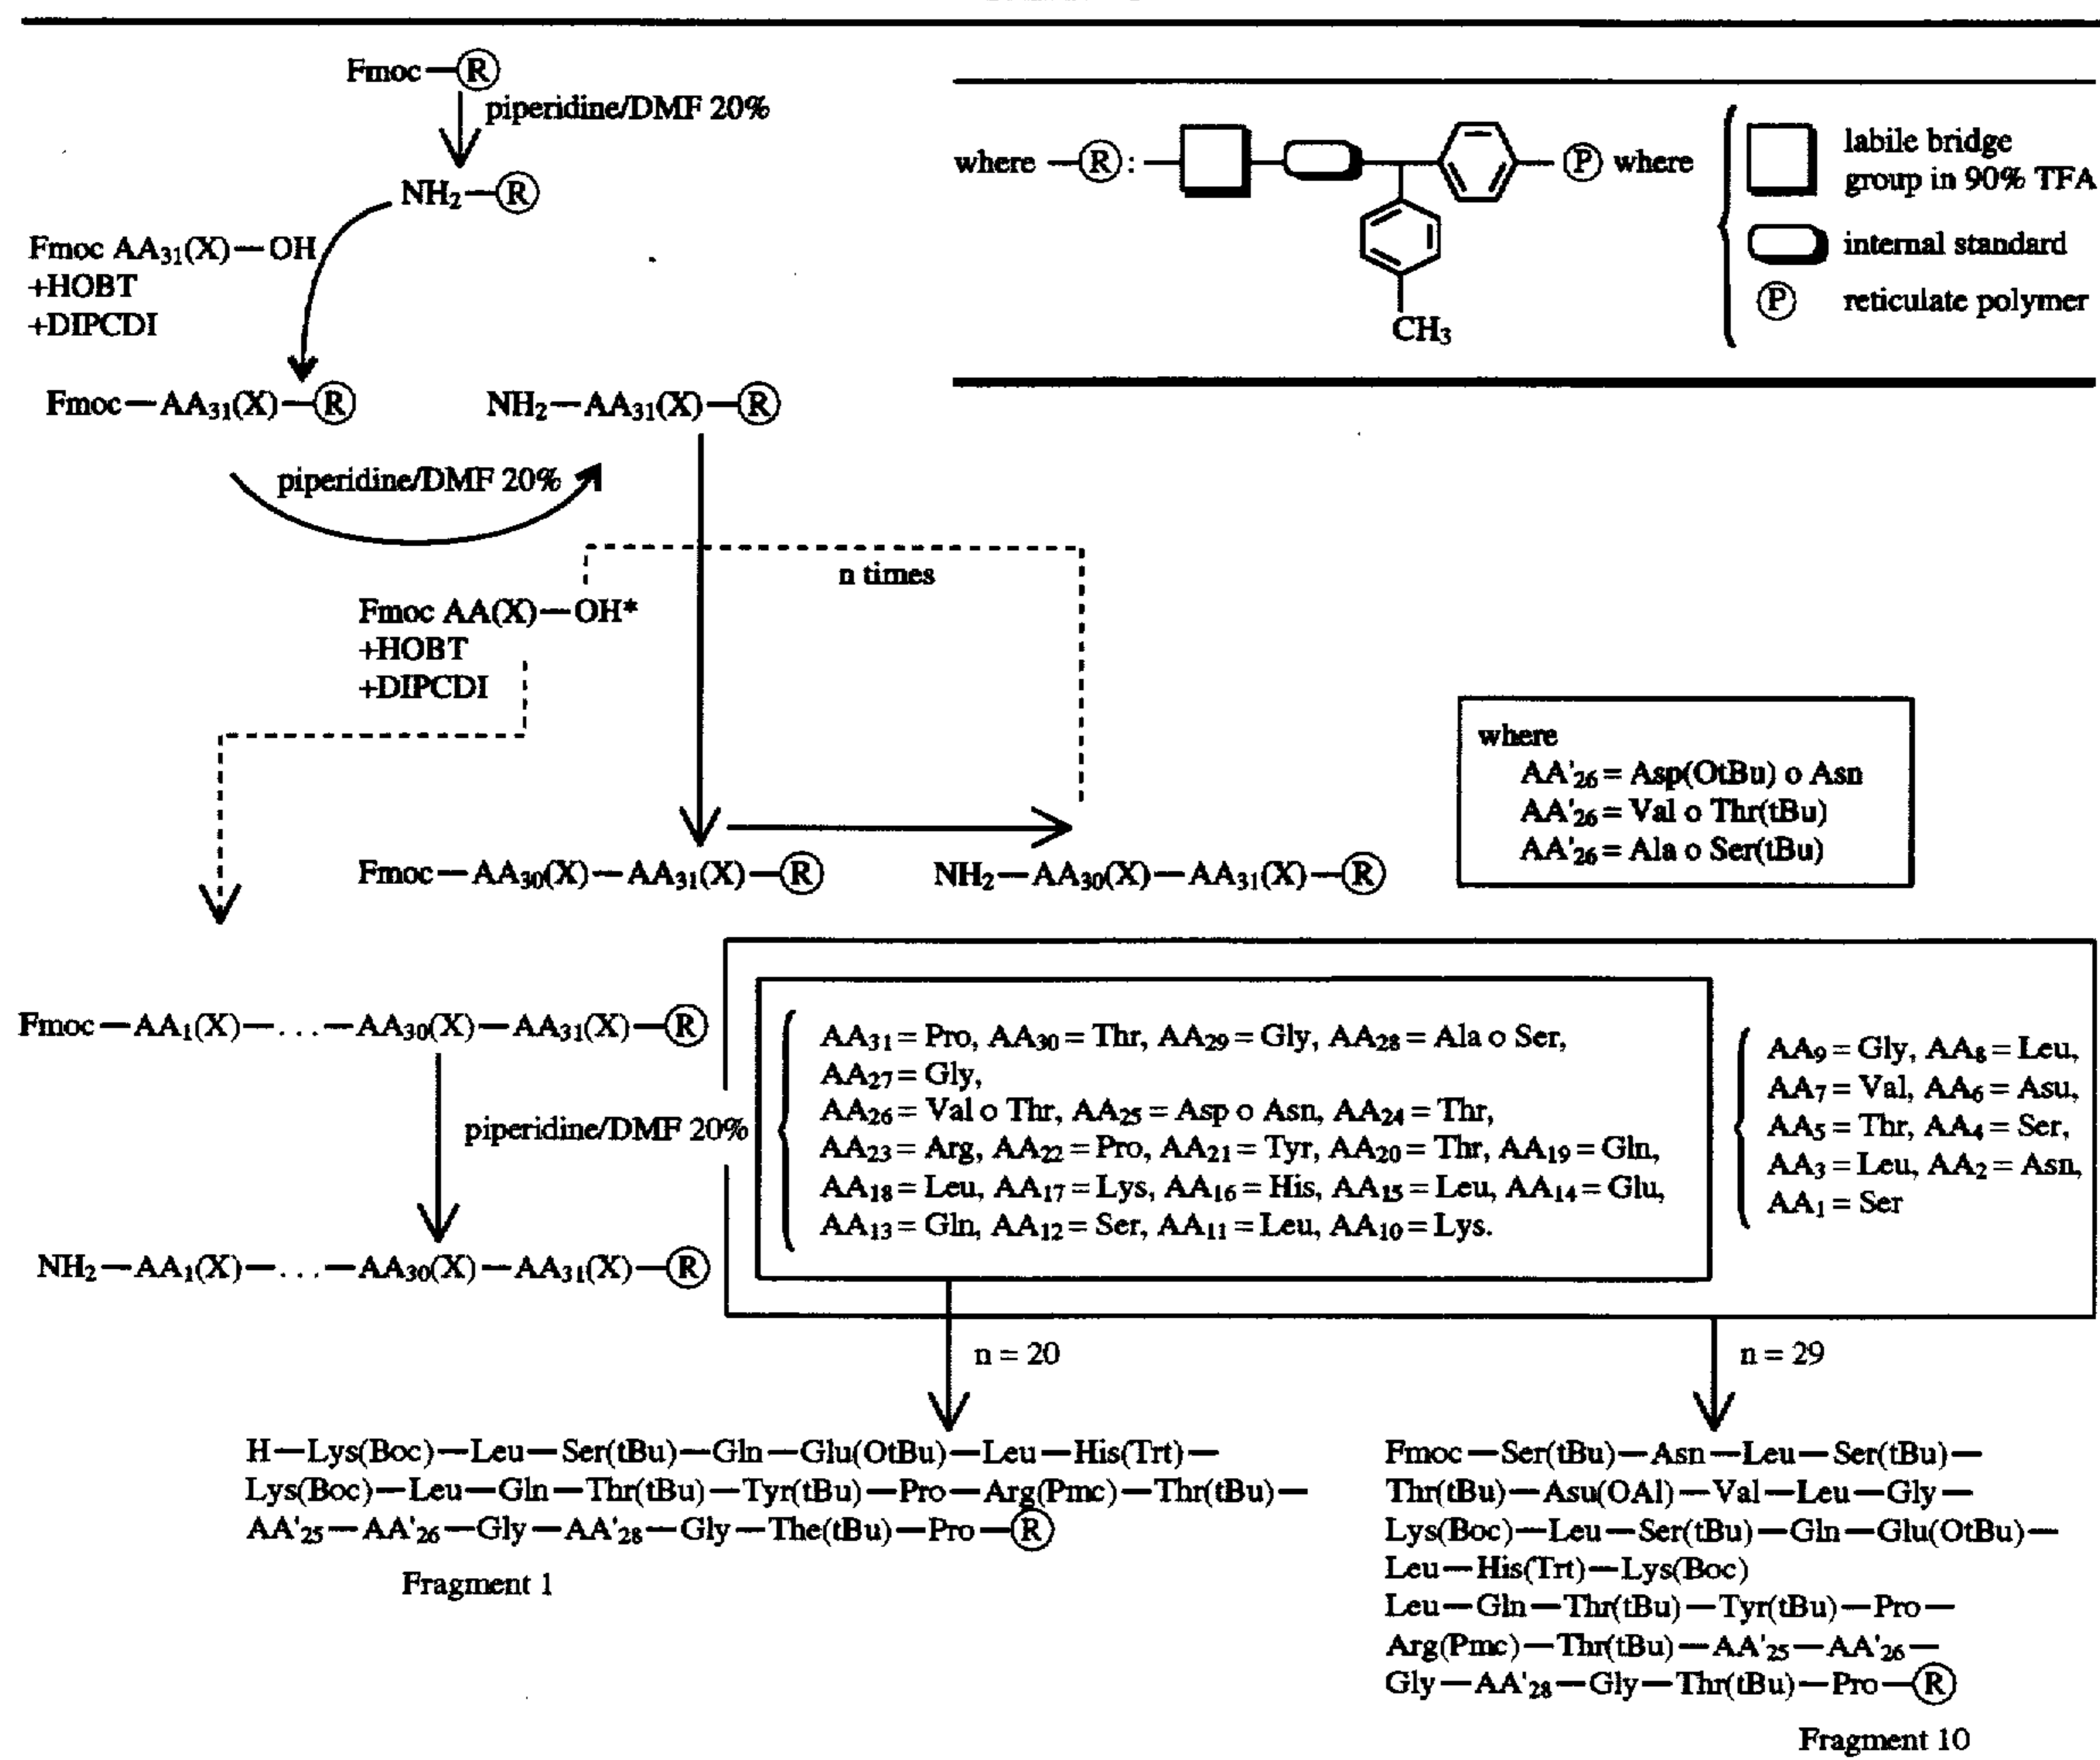 Fmoc—Ⓡ
piperidine/DMF 20%
NH₂—Ⓡ
Fmoc AA₃₁(X)—OH
+HOBT
+DIPCDI
where —Ⓡ: Ⓟ where
CH₃
labile bridge
group in 90% TFA
internal standard
Ⓟ reticulate polymer
Fmoc—AA₃₁(X)—Ⓡ NH₂—AA₃₁(X)—Ⓡ
piperidine/DMF 20%
n times
Fmoc AA(X)—OH*
+HOBT
+DIPCDI
where
AA'₂₆ = Asp(OtBu) o Asn
AA'₂₆ = Val o Thr(tBu)
AA'₂₆ = Ala o Ser(tBu)
Fmoc—AA₃₀(X)—AA₃₁(X)—Ⓡ NH₂—AA₃₀(X)—AA₃₁(X)—Ⓡ
Fmoc—AA₁(X)—...—AA₃₀(X)—AA₃₁(X)—Ⓡ
piperidine/DMF 20%
NH₂—AA₁(X)—...—AA₃₀(X)—AA₃₁(X)—Ⓡ
AA₃₁ = Pro, AA₃₀ = Thr, AA₂₉ = Gly, AA₂₈ = Ala o Ser,
AA₂₇ = Gly,
AA₂₆ = Val o Thr, AA₂₅ = Asp o Asn, AA₂₄ = Thr,
AA₂₃ = Arg, AA₂₂ = Pro, AA₂₁ = Tyr, AA₂₀ = Thr, AA₁₉ = Gln,
AA₁₈ = Leu, AA₁₇ = Lys, AA₁₆ = His, AA₁₅ = Leu, AA₁₄ = Glu,
AA₁₃ = Gln, AA₁₂ = Ser, AA₁₁ = Leu, AA₁₀ = Lys.
AA₉ = Gly, AA₈ = Leu,
AA₇ = Val, AA₆ = Asu,
AA₅ = Thr, AA₄ = Ser,
AA₃ = Leu, AA₂ = Asn,
AA₁ = Ser
n = 20
n = 29
H—Lys(Boc)—Leu—Ser(tBu)—Gln—Glu(OtBu)—Leu—His(Trt)—
Lys(Boc)—Leu—Gln—Thr(tBu)—Tyr(tBu)—Pro—Arg(Pmc)—Thr(tBu)—
AA'₂₅—AA'₂₆—Gly—AA'₂₈—Gly—The(tBu)—Pro—Ⓡ
Fragment 1
Fmoc—Ser(tBu)—Asn—Leu—Ser(tBu)—
Thr(tBu)—Asu(OAl)—Val—Leu—Gly—
Lys(Boc)—Leu—Ser(tBu)—Gln—Glu(OtBu)—
Leu—His(Trt)—Lys(Boc)
Leu—Gln—Thr(tBu)—Tyr(tBu)—Pro—
Arg(Pmc)—Thr(tBu)—AA'₂₅—AA'₂₆—
Gly—AA'₂₈—Gly—Thr(tBu)—Pro—Ⓡ
Fragment 10